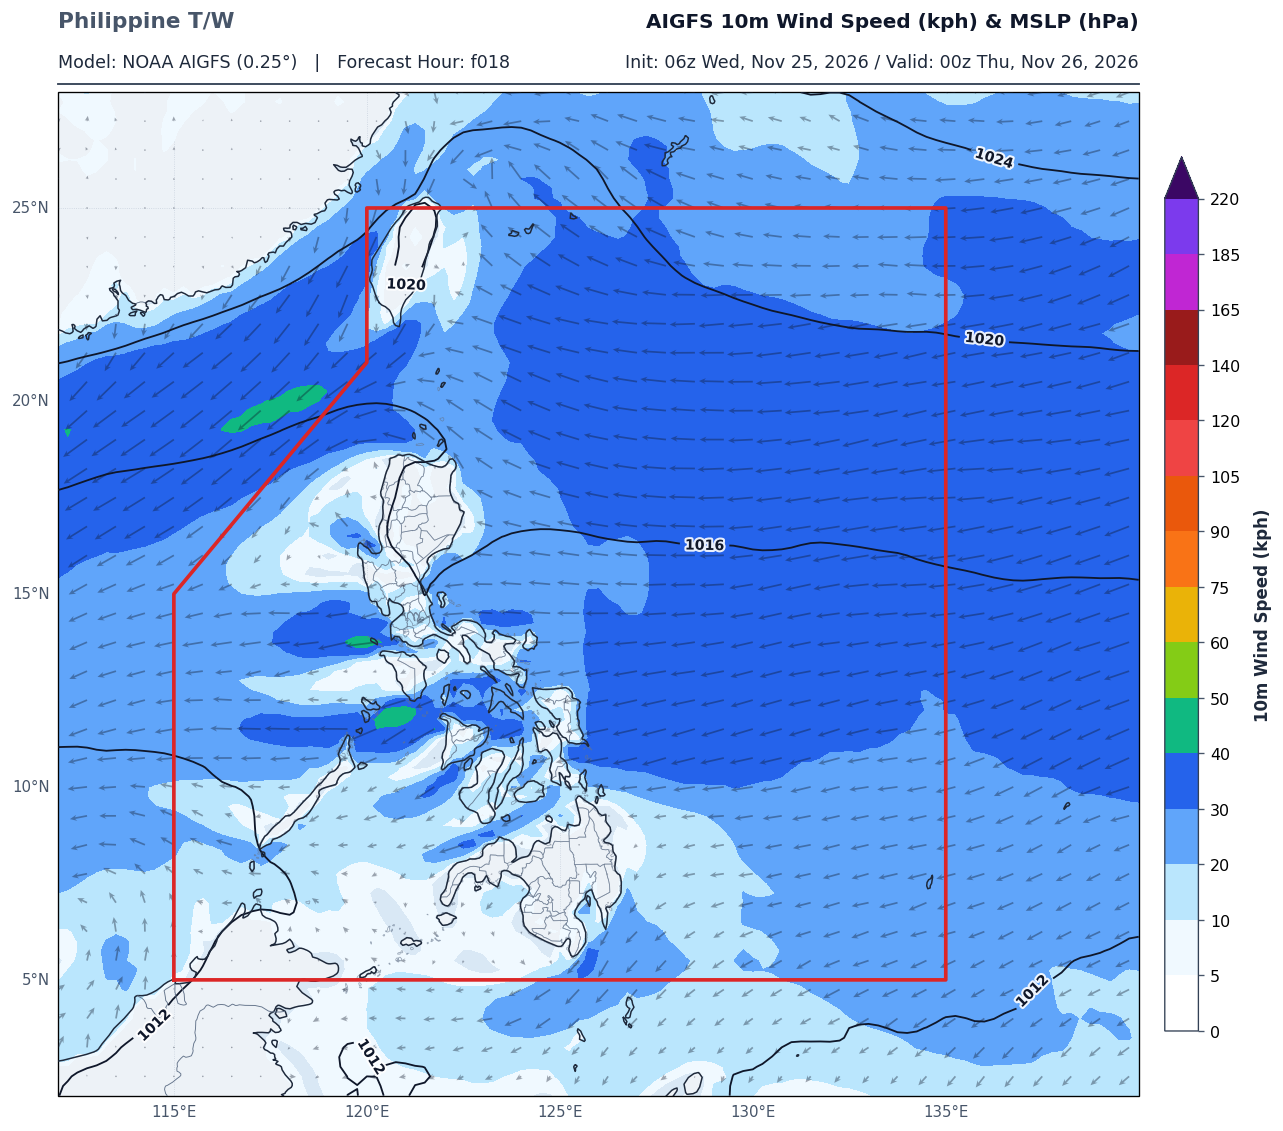 Philippine T/W
AIGFS 10m Wind Speed (kph) & MSLP (hPa)
Model: NOAA AIGFS (0.25°) | Forecast Hour: f018
Init: 06z Wed, Nov 25, 2026 / Valid: 00z Thu, Nov 26, 2026
1024
25°N
1020
1020
20°N
1016
15°N
10°N
5°N
1012
1012
1012
115°E 120°E 125°E 130°E 135°E
220
185
165
140
120
105
90
75
60
50
40
30
20
10
5
0
10m Wind Speed (kph)